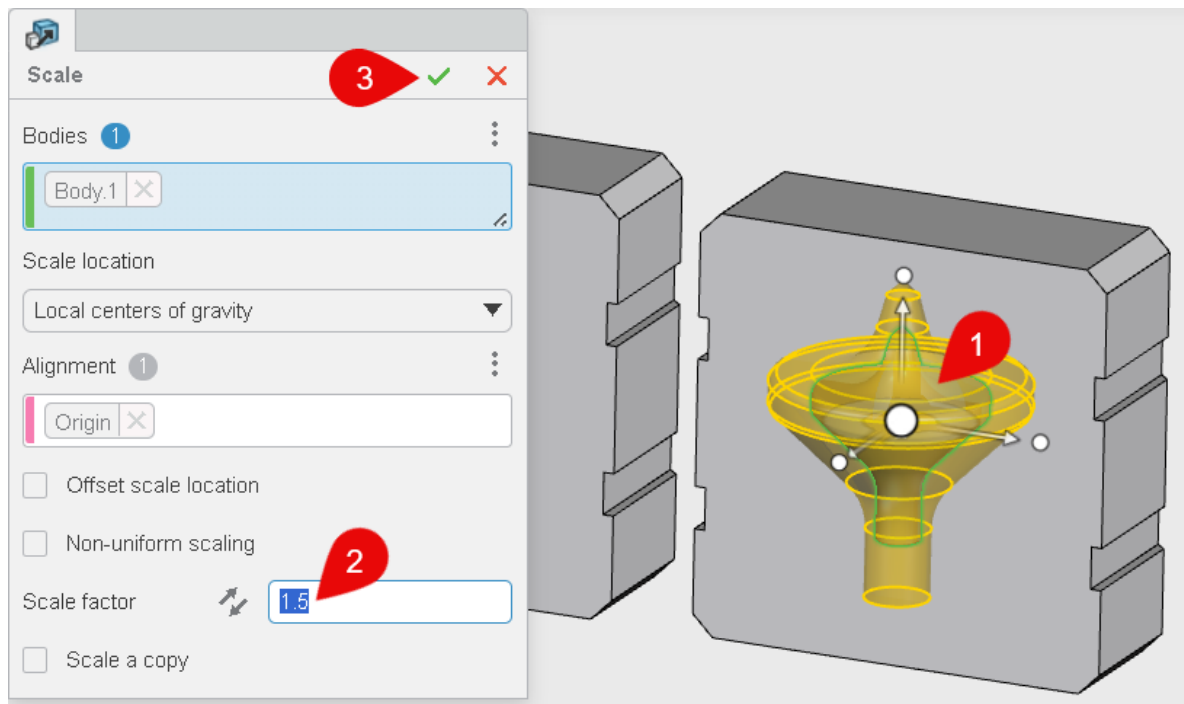 Scale
3
Bodies 1
Body.1
Scale location
Local centers of gravity
Alignment 1
Origin
Offset scale location
Non-uniform scaling
2
Scale factor 1.5
Scale a copy
1